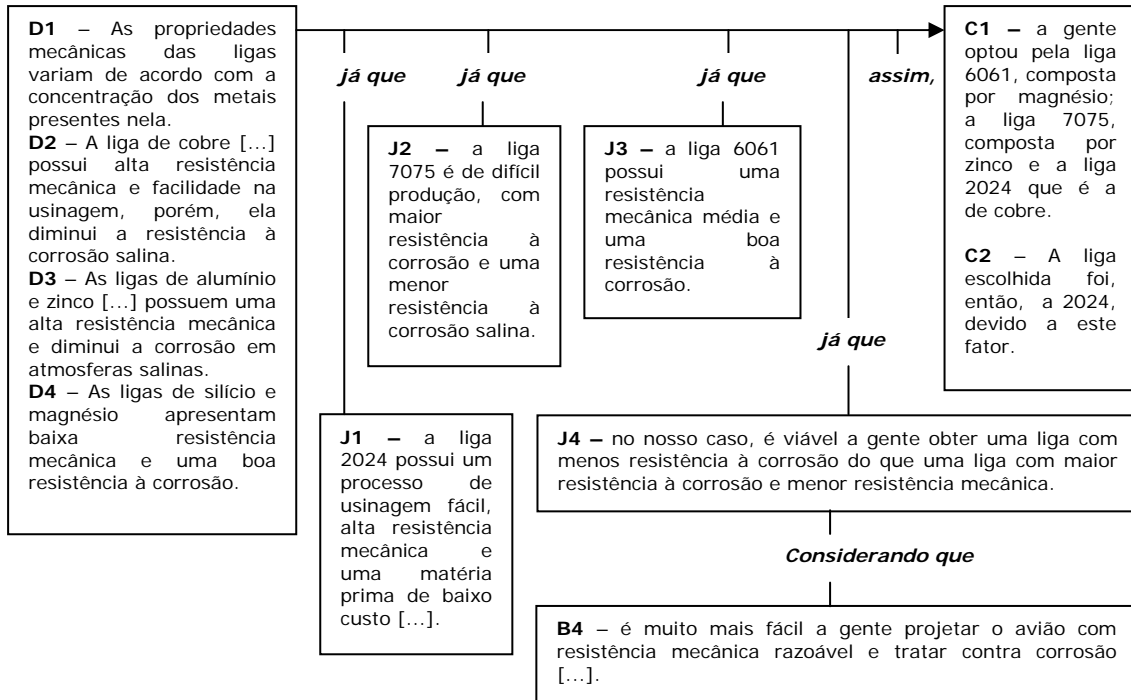 D1 – As propriedades
mecânicas das ligas
variam de acordo com a
concentração dos metais
presentes nela.
D2 – A liga de cobre [...]
possui alta resistência
mecânica e facilidade na
usinagem, porém, ela
diminui a resistência à
corrosão salina.
D3 – As ligas de alumínio
e zinco [...] possuem uma
alta resistência mecânica
e diminui a corrosão em
atmosferas salinas.
D4 – As ligas de silício e
magnésio apresentam
baixa resistência
mecânica e uma boa
resistência à corrosão.
já que
já que
já que
assim,
J2 – a liga
7075 é de difícil
produção, com
maior
resistência à
corrosão e uma
menor
resistência à
corrosão salina.
J3 – a liga 6061
possui uma
resistência
mecânica média e
uma boa
resistência à
corrosão.
já que
C1 – a gente
optou pela liga
6061, composta
por magnésio;
a liga 7075,
composta por
zinco e a liga
2024 que é a
de cobre.
C2 – A liga
escolhida foi,
então, a 2024,
devido a este
fator.
J1 – a liga
2024 possui um
processo de
usinagem fácil,
alta resistência
mecânica e
uma matéria
prima de baixo
custo [...].
J4 – no nosso caso, é viável a gente obter uma liga com
menos resistência à corrosão do que uma liga com maior
resistência à corrosão e menor resistência mecânica.
Considerando que
B4 – é muito mais fácil a gente projetar o avião com
resistência mecânica razoável e tratar contra corrosão
[...].